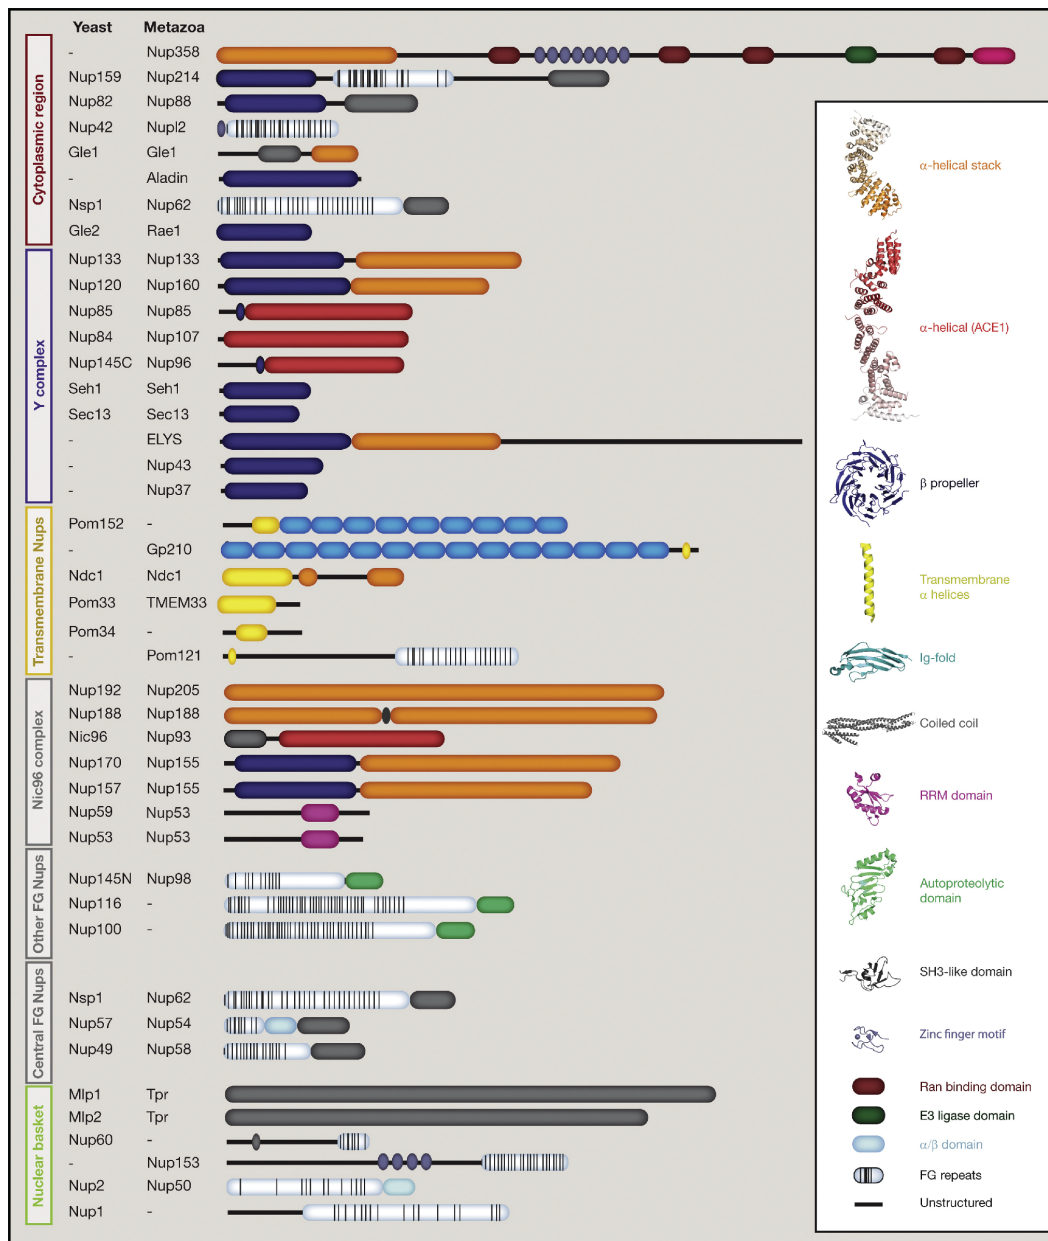 Yeast Metazoa
Cytoplasmic region
- Nup358
Nup159 Nup214
Nup82 Nup88
Nup42 Nupl2
Gle1 Gle1
- Aladin
Nsp1 Nup62
Gle2 Rae1
Y complex
Nup133 Nup133
Nup120 Nup160
Nup85 Nup85
Nup84 Nup107
Nup145C Nup96
Seh1 Seh1
Sec13 Sec13
- ELYS
- Nup43
- Nup37
Transmembrane Nups
Pom152 -
- Gp210
Ndc1 Ndc1
Pom33 TMEM33
Pom34 -
- Pom121
Nic96 complex
Nup192 Nup205
Nup188 Nup188
Nic96 Nup93
Nup170 Nup155
Nup157 Nup155
Nup59 Nup53
Nup53 Nup53
Other FG Nups
Nup145N Nup98
Nup116 -
Nup100 -
Central FG Nups
Nsp1 Nup62
Nup57 Nup54
Nup49 Nup58
Nuclear basket
Mlp1 Tpr
Mlp2 Tpr
Nup60 -
- Nup153
Nup2 Nup50
Nup1 -
α-helical stack
α-helical (ACE1)
β propeller
Transmembrane
α helices
Ig-fold
Coiled coil
RRM domain
Autoproteolytic
domain
SH3-like domain
Zinc finger motif
Ran binding domain
E3 ligase domain
α/β domain
FG repeats
Unstructured